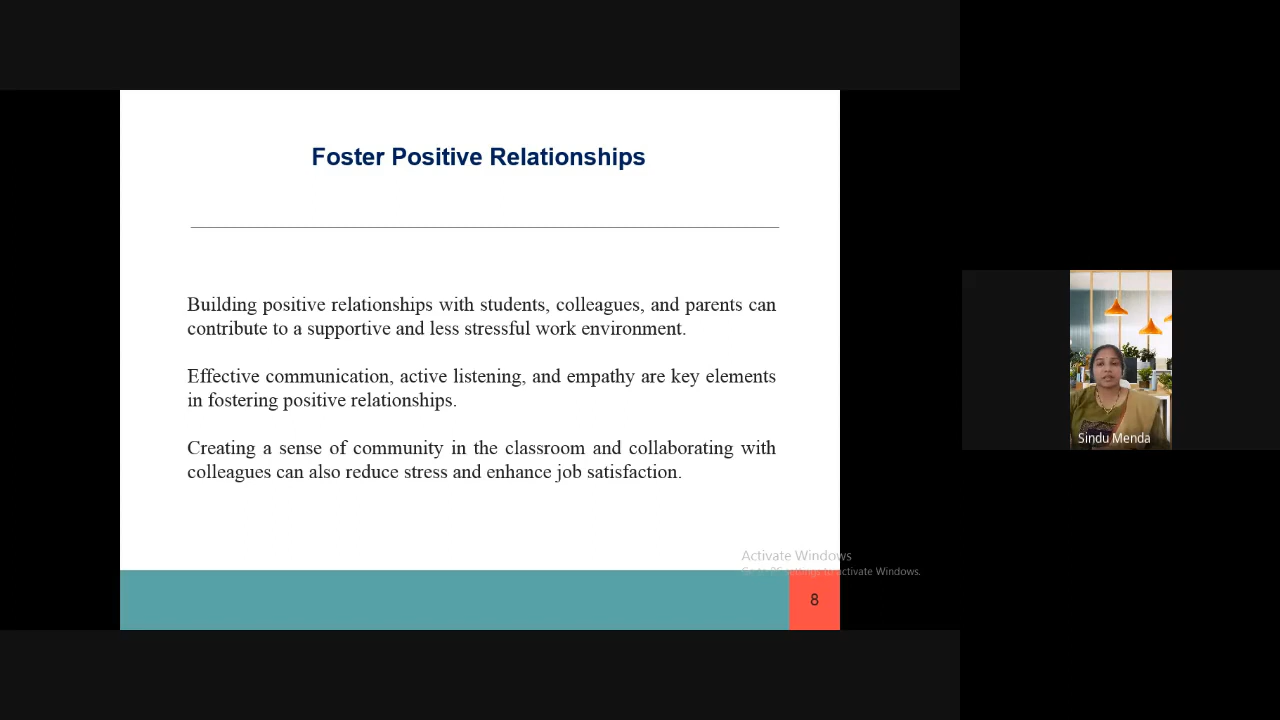 Foster Positive Relationships
Building positive relationships with students, colleagues, and parents can
contribute to a supportive and less stressful work environment.
Effective communication, active listening, and empathy are key elements
in fostering positive relationships.
Creating a sense of community in the classroom and collaborating with
colleagues can also reduce stress and enhance job satisfaction.
Activate Windows
Go to PC settings to activate Windows.
8
Sindu Menda